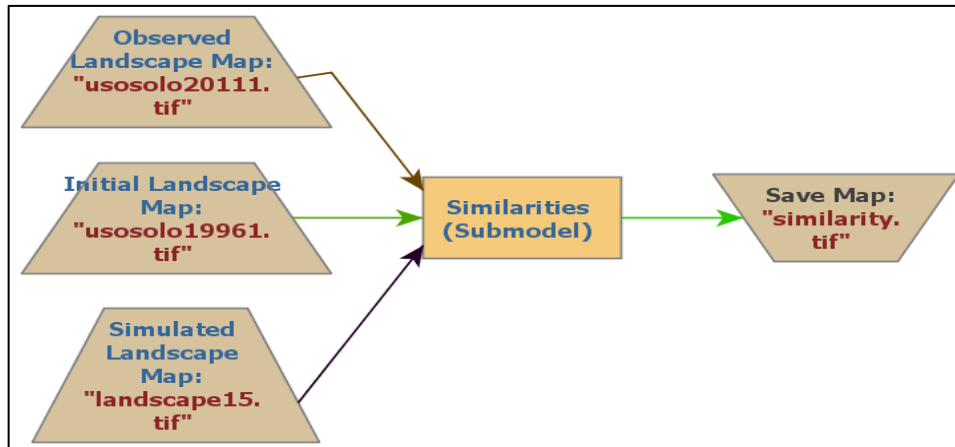 Observed
Landscape Map:
"usosolo20111.
tif"
Initial Landscape
Map:
"usosolo19961.
tif"
Similarities
(Submodel)
Save Map:
"similarity.
tif"
Simulated
Landscape
Map:
"landscape15.
tif"